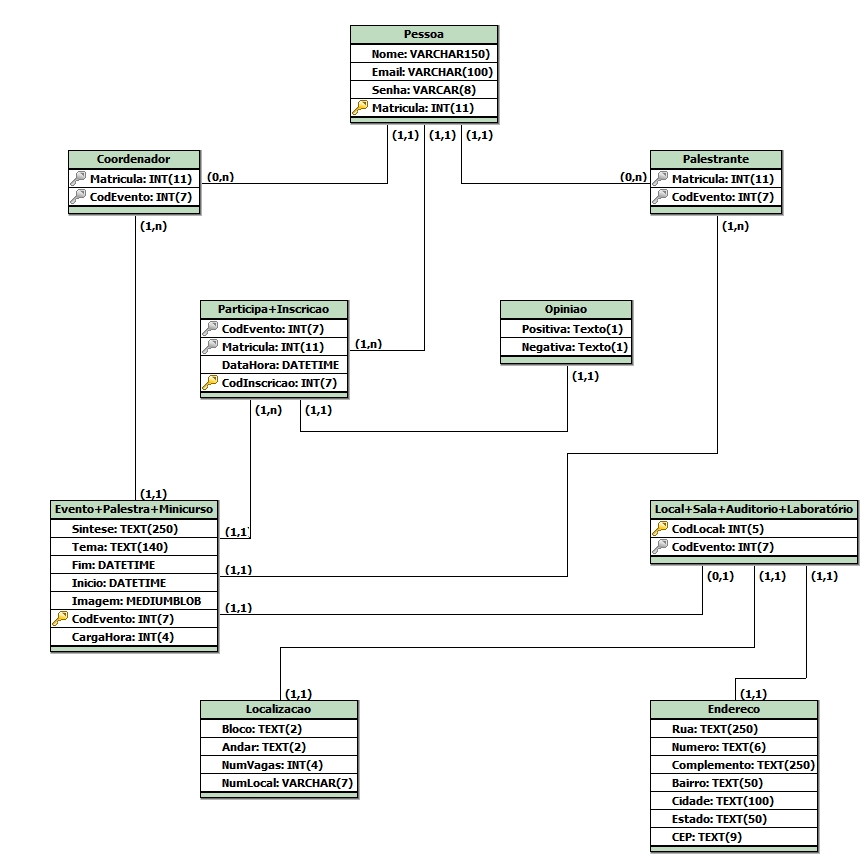 Pessoa
Nome: VARCHAR150)
Email: VARCHAR(100)
Senha: VARCAR(8)
Matricula: INT(11)
(1,1)
(1,1)
(1,1)
Coordenador
Matricula: INT(11)
CodEvento: INT(7)
(0,n)
(1,n)
Palestrante
Matricula: INT(11)
CodEvento: INT(7)
(0,n)
(1,n)
Participa+Inscricao
CodEvento: INT(7)
Matricula: INT(11)
DataHora: DATETIME
CodInscricao: INT(7)
(1,n)
(1,n)
(1,1)
Opiniao
Positiva: Texto(1)
Negativa: Texto(1)
(1,1)
(1,1)
Evento+Palestra+Minicurso
Sintese: TEXT(250)
Tema: TEXT(140)
Fim: DATETIME
Inicio: DATETIME
Imagem: MEDIUMBLOB
CodEvento: INT(7)
CargaHora: INT(4)
(1,1)
(1,1)
(1,1)
Local+Sala+Auditorio+Laboratório
CodLocal: INT(5)
CodEvento: INT(7)
(0,1)
(1,1)
(1,1)
(1,1)
Localizacao
Bloco: TEXT(2)
Andar: TEXT(2)
NumVagas: INT(4)
NumLocal: VARCHAR(7)
(1,1)
Endereco
Rua: TEXT(250)
Numero: TEXT(6)
Complemento: TEXT(250)
Bairro: TEXT(50)
Cidade: TEXT(100)
Estado: TEXT(50)
CEP: TEXT(9)